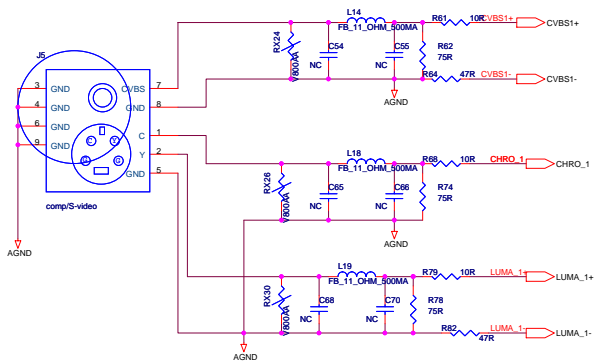 L14
R61
10R
CVBS1+
CVBS1+
FB_11_OHM_500MA
RX24
V800AA
C54
NC
C55
NC
R62
75R
R64
47R
CVBS1-
CVBS1-
AGND
J5
3
GND
CVBS
7
4
GND
GND
8
6
GND
C
1
9
GND
Y
2
GND
5
C
Y
G
G
comp/S-video
AGND
L18
R68
10R
CHRO_1
CHRO_1
FB_11_OHM_500MA
RX26
V800AA
C65
NC
C66
NC
R74
75R
AGND
L19
R79
10R
LUMA_1+
LUMA_1+
FB_11_OHM_500MA
RX30
V800AA
C68
NC
C70
NC
R78
75R
R82
47R
LUMA_1-
LUMA_1-
AGND